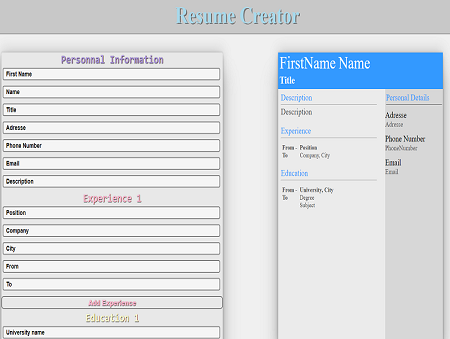 Resume Creator
Personnal Information
First Name
Name
Title
Adresse
Phone Number
Email
Description
Experience 1
Position
Company
City
From
To
Add Experience
Education 1
University name
FirstName Name
Title
Description
Description
Experience
From - Position
To Company, City
Education
From - University, City
To Degree
Subject
Personal Details
Adresse
Adresse
Phone Number
PhoneNumber
Email
Email